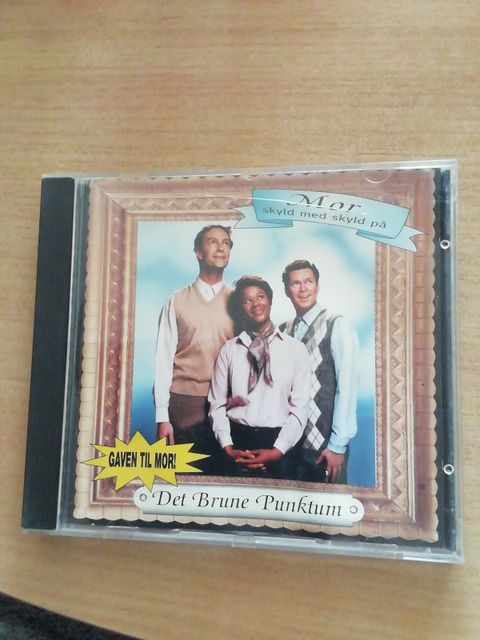 Mor
skyld med skyld på
GAVEN TIL MOR!
Det Brune Punktum